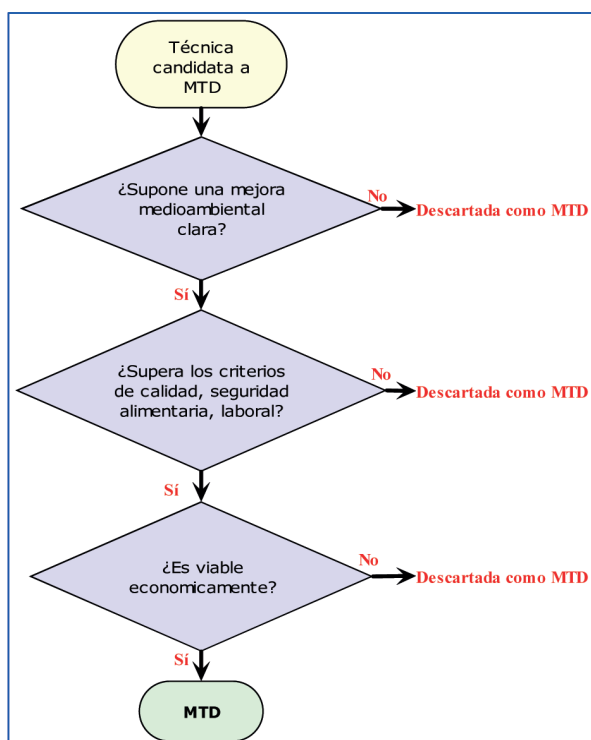 Técnica
candidata a
MTD
¿Supone una mejora
medioambiental
clara?
No
Descartada como MTD
Sí
¿Supera los criterios
de calidad, seguridad
alimentaria, laboral?
No
Descartada como MTD
Sí
¿Es viable
economicamente?
No
Descartada como MTD
Sí
MTD